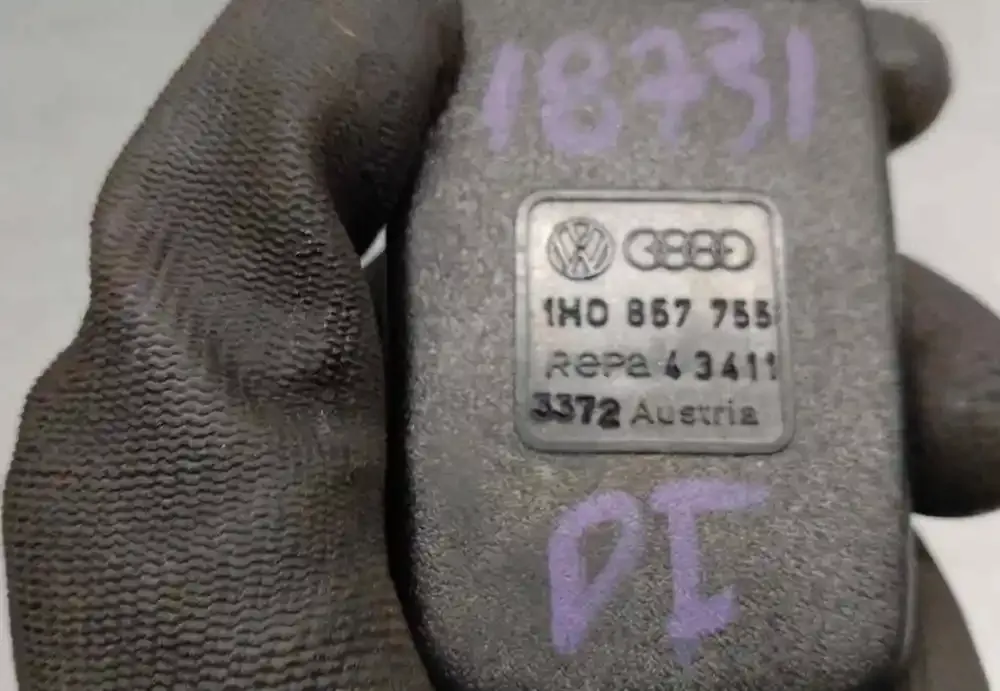 18731
1H0 857 755
Repa 4 3411
3372 Austria
DI